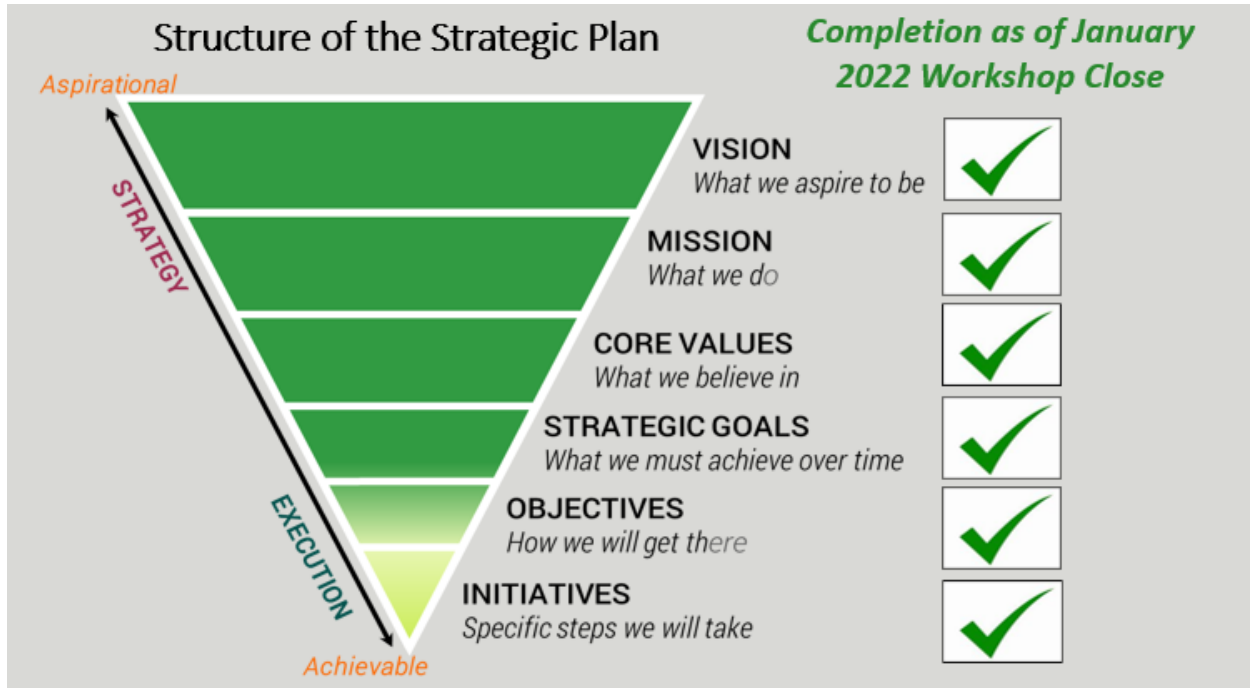 Structure of the Strategic Plan
Completion as of January
2022 Workshop Close
Aspirational
STRATEGY
EXECUTION
Achievable
VISION
What we aspire to be
MISSION
What we do
CORE VALUES
What we believe in
STRATEGIC GOALS
What we must achieve over time
OBJECTIVES
How we will get there
INITIATIVES
Specific steps we will take